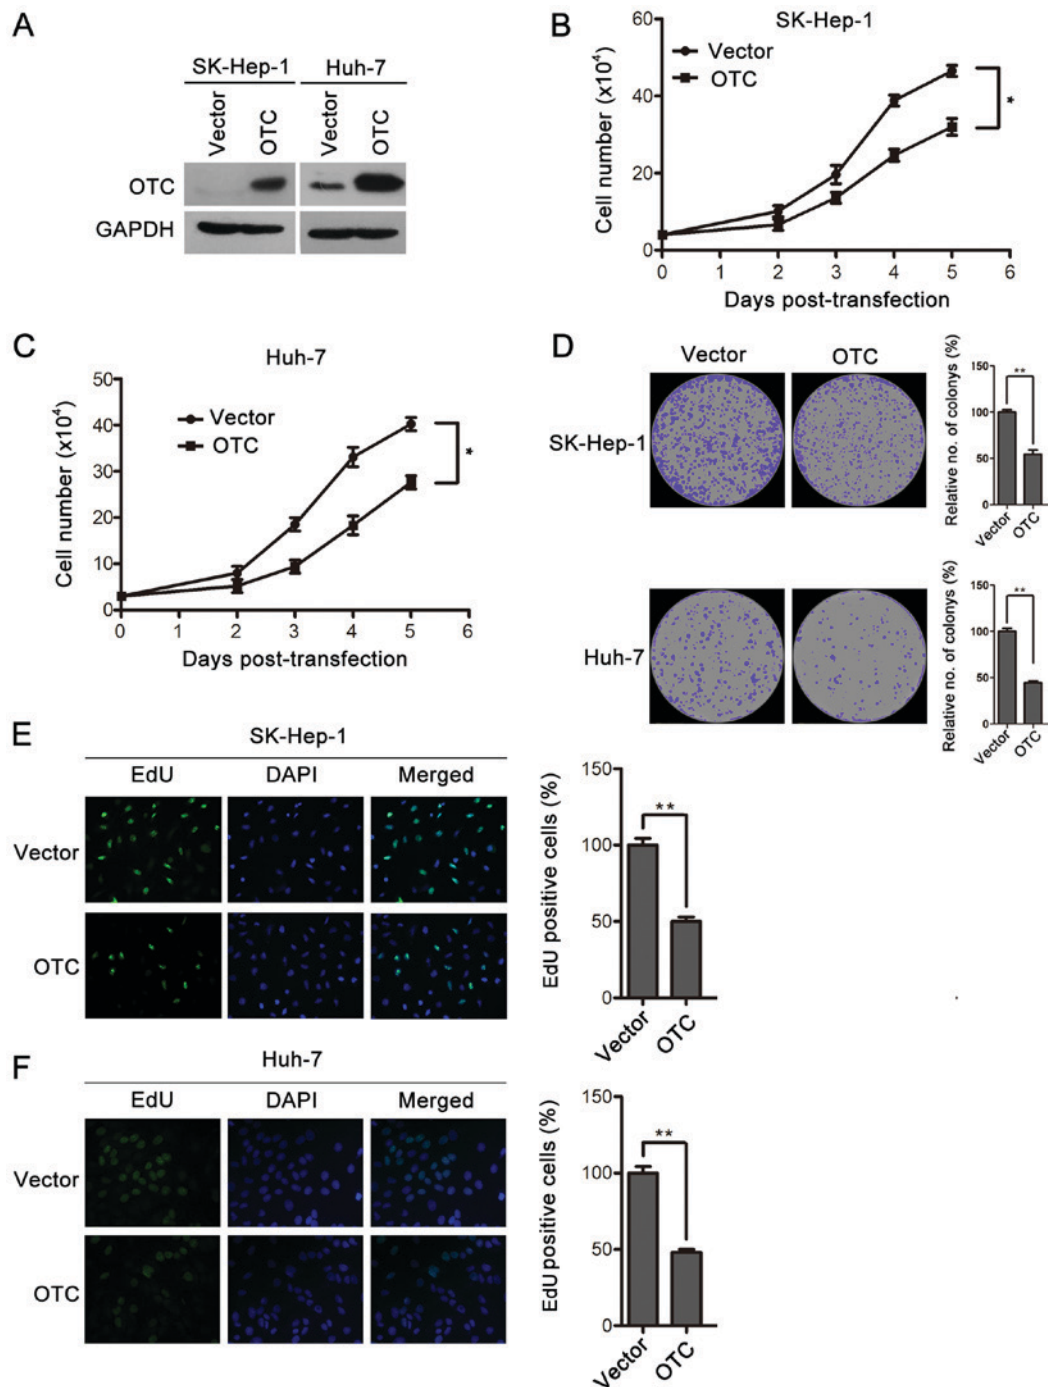 A
SK-Hep-1 Huh-7
Vector OTC Vector OTC
OTC
GAPDH
B
SK-Hep-1
Cell number (x10⁴)
60
40
20
0
Vector
OTC
*
0 1 2 3 4 5 6
Days post-transfection
C
Huh-7
Cell number (x10⁴)
50
40
30
20
10
0
Vector
OTC
*
0 1 2 3 4 5 6
Days post-transfection
D
Vector OTC
SK-Hep-1
Relative no. of colonys (%)
150
100
50
0
**
Vector OTC
Huh-7
Relative no. of colonys (%)
150
100
50
0
**
Vector OTC
E
SK-Hep-1
EdU DAPI Merged
Vector
OTC
EdU positive cells (%)
150
100
50
0
**
Vector OTC
F
Huh-7
EdU DAPI Merged
Vector
OTC
EdU positive cells (%)
150
100
50
0
**
Vector OTC